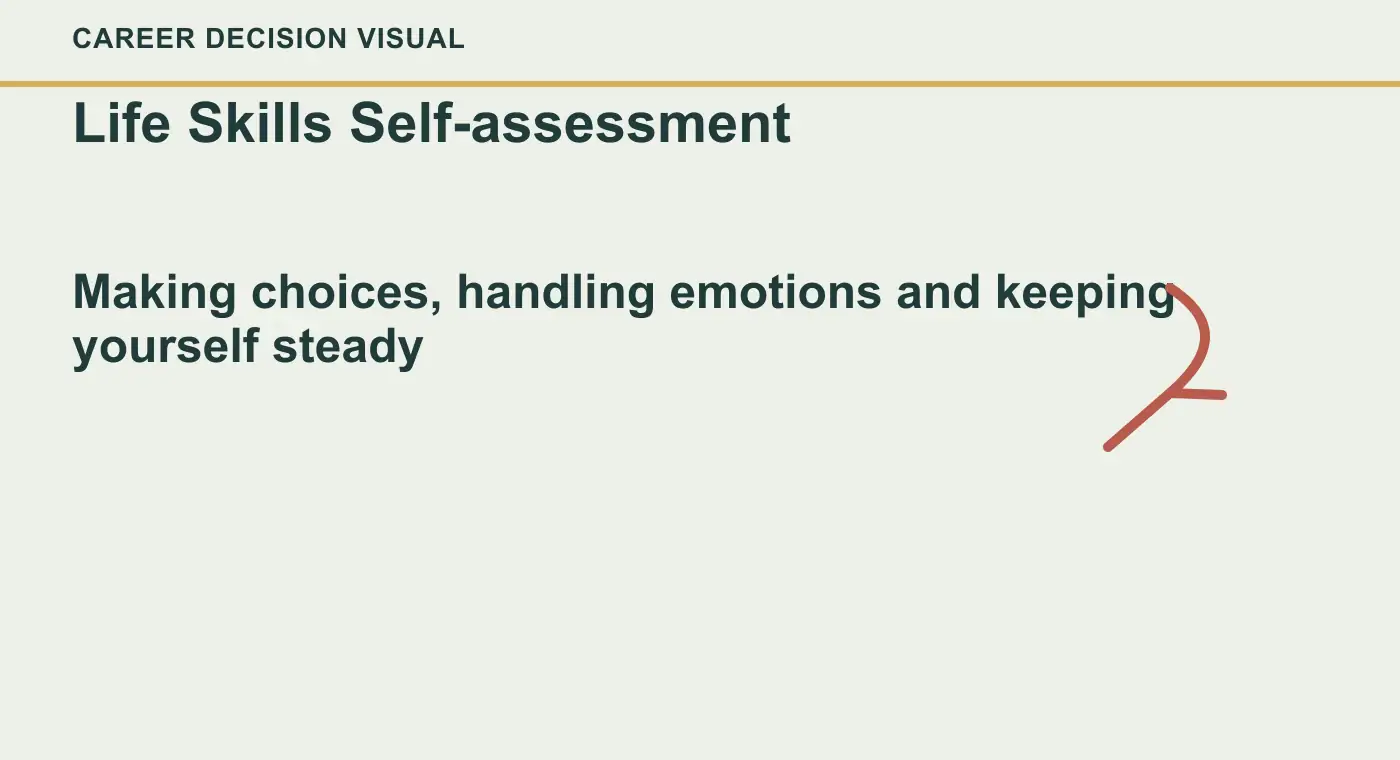 CAREER DECISION VISUAL
Life Skills Self-assessment
Making choices, handling emotions and keeping
yourself steady